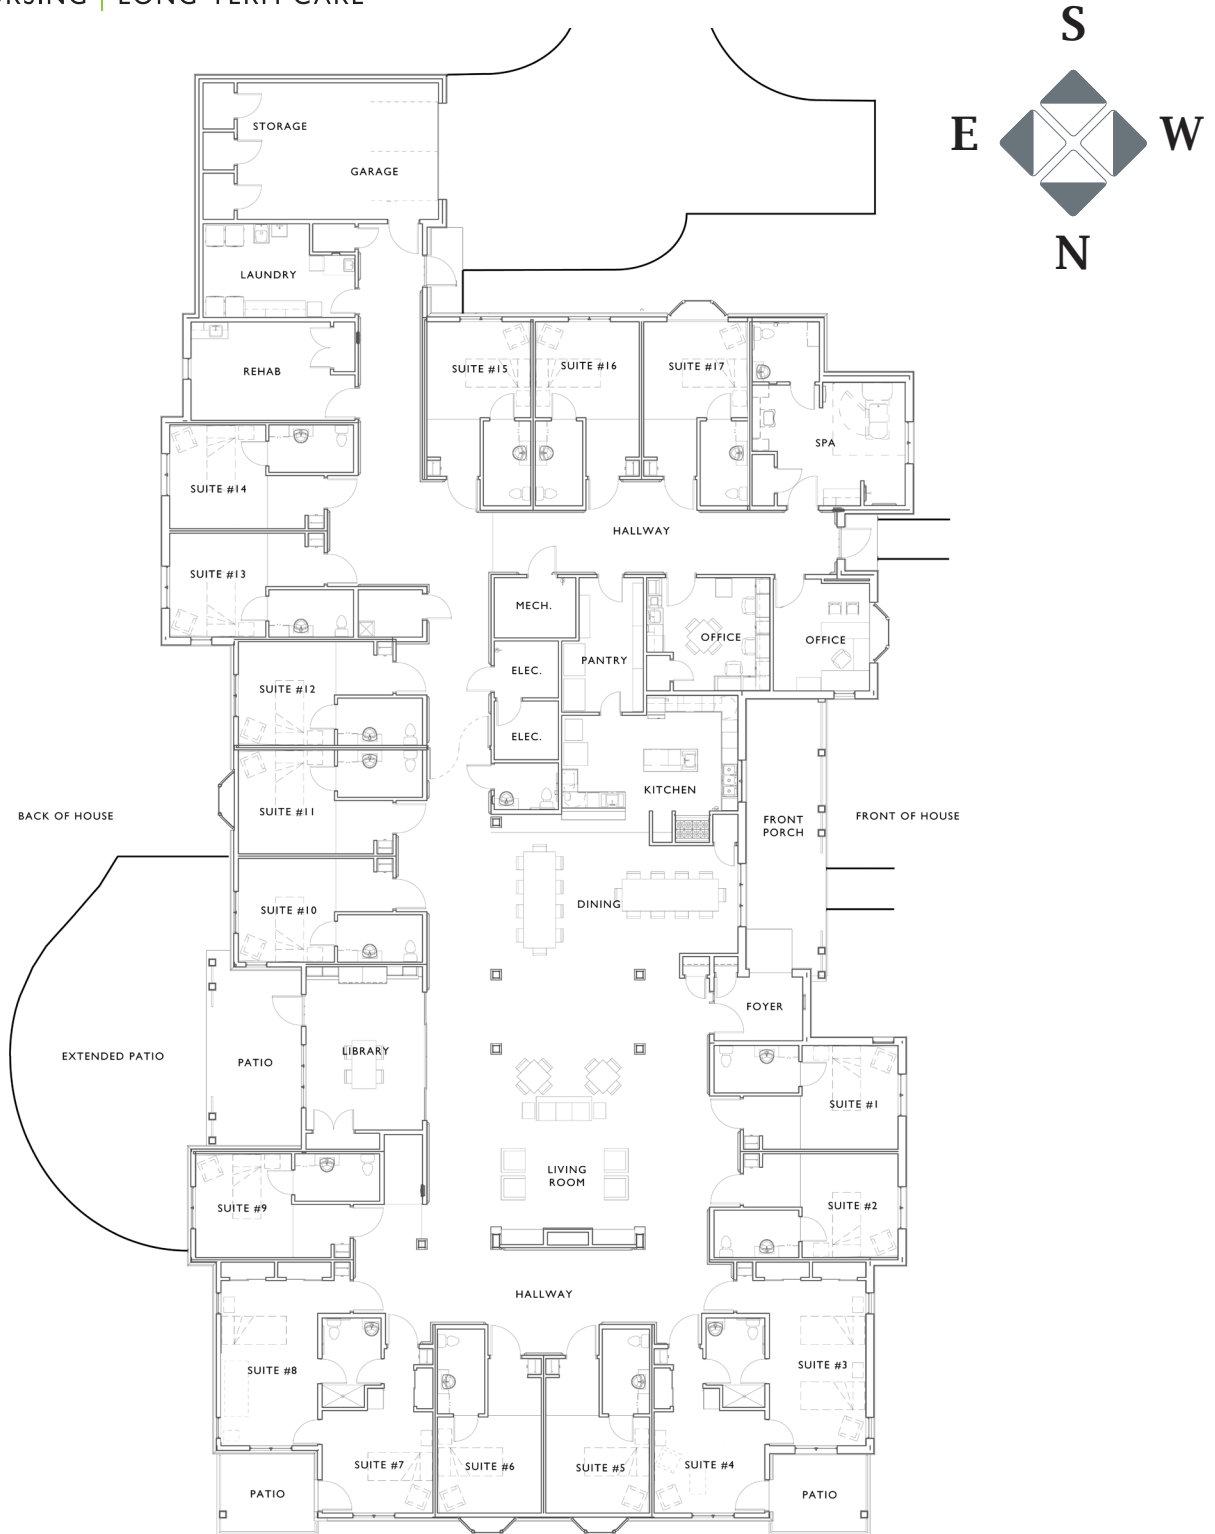 LONG-TERM CARE
S
E
W
N
STORAGE
GARAGE
LAUNDRY
REHAB
SUITE #15
SUITE #16
SUITE #17
SPA
SUITE #14
HALLWAY
SUITE #13
MECH.
OFFICE
OFFICE
PANTRY
ELEC.
SUITE #12
ELEC.
KITCHEN
SUITE #11
BACK OF HOUSE
FRONT
PORCH
FRONT OF HOUSE
DINING
SUITE #10
FOYER
LIBRARY
EXTENDED PATIO
PATIO
SUITE #1
LIVING
ROOM
SUITE #2
SUITE #9
HALLWAY
SUITE #8
SUITE #3
SUITE #7
SUITE #6
SUITE #5
SUITE #4
PATIO
PATIO